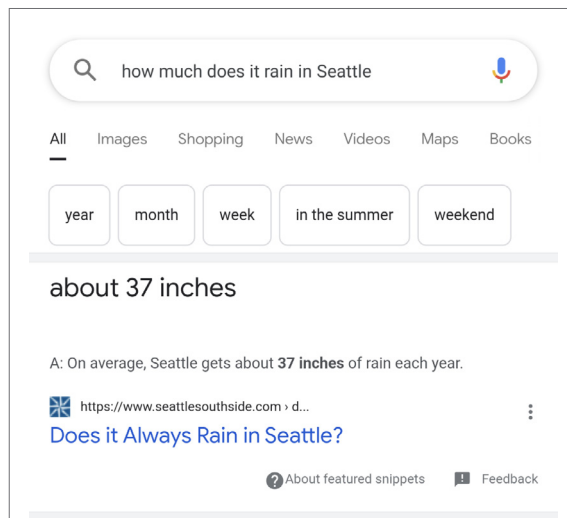 how much does it rain in Seattle
All Images Shopping News Videos Maps Books
year month week in the summer weekend
about 37 inches
A: On average, Seattle gets about 37 inches of rain each year.
https://www.seattlesouthside.com › d...
Does it Always Rain in Seattle?
About featured snippets Feedback